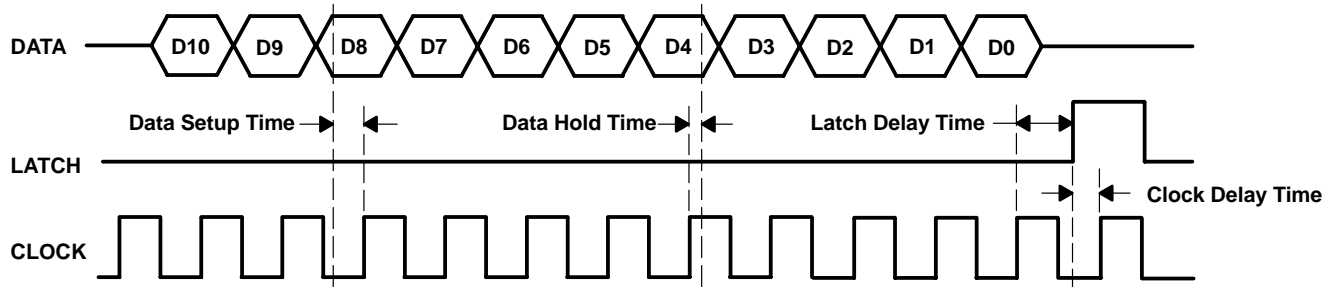 DATA D10 D9 D8 D7 D6 D5 D4 D3 D2 D1 D0
Data Setup Time Data Hold Time Latch Delay Time
LATCH
Clock Delay Time
CLOCK